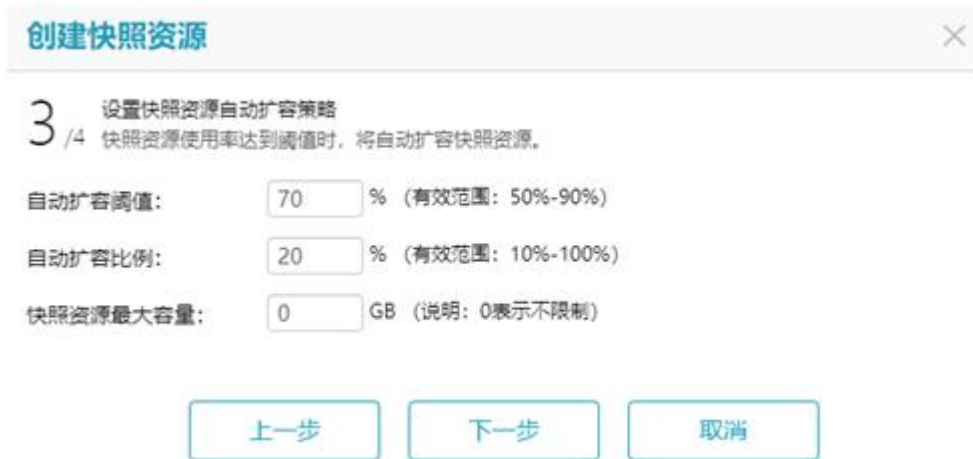 创建快照资源
3 /4 设置快照资源自动扩容策略
快照资源使用率达到阈值时，将自动扩容快照资源。
自动扩容阈值： 70 % (有效范围：50%-90%)
自动扩容比例： 20 % (有效范围：10%-100%)
快照资源最大容量： 0 GB (说明：0表示不限制)
上一步 下一步 取消